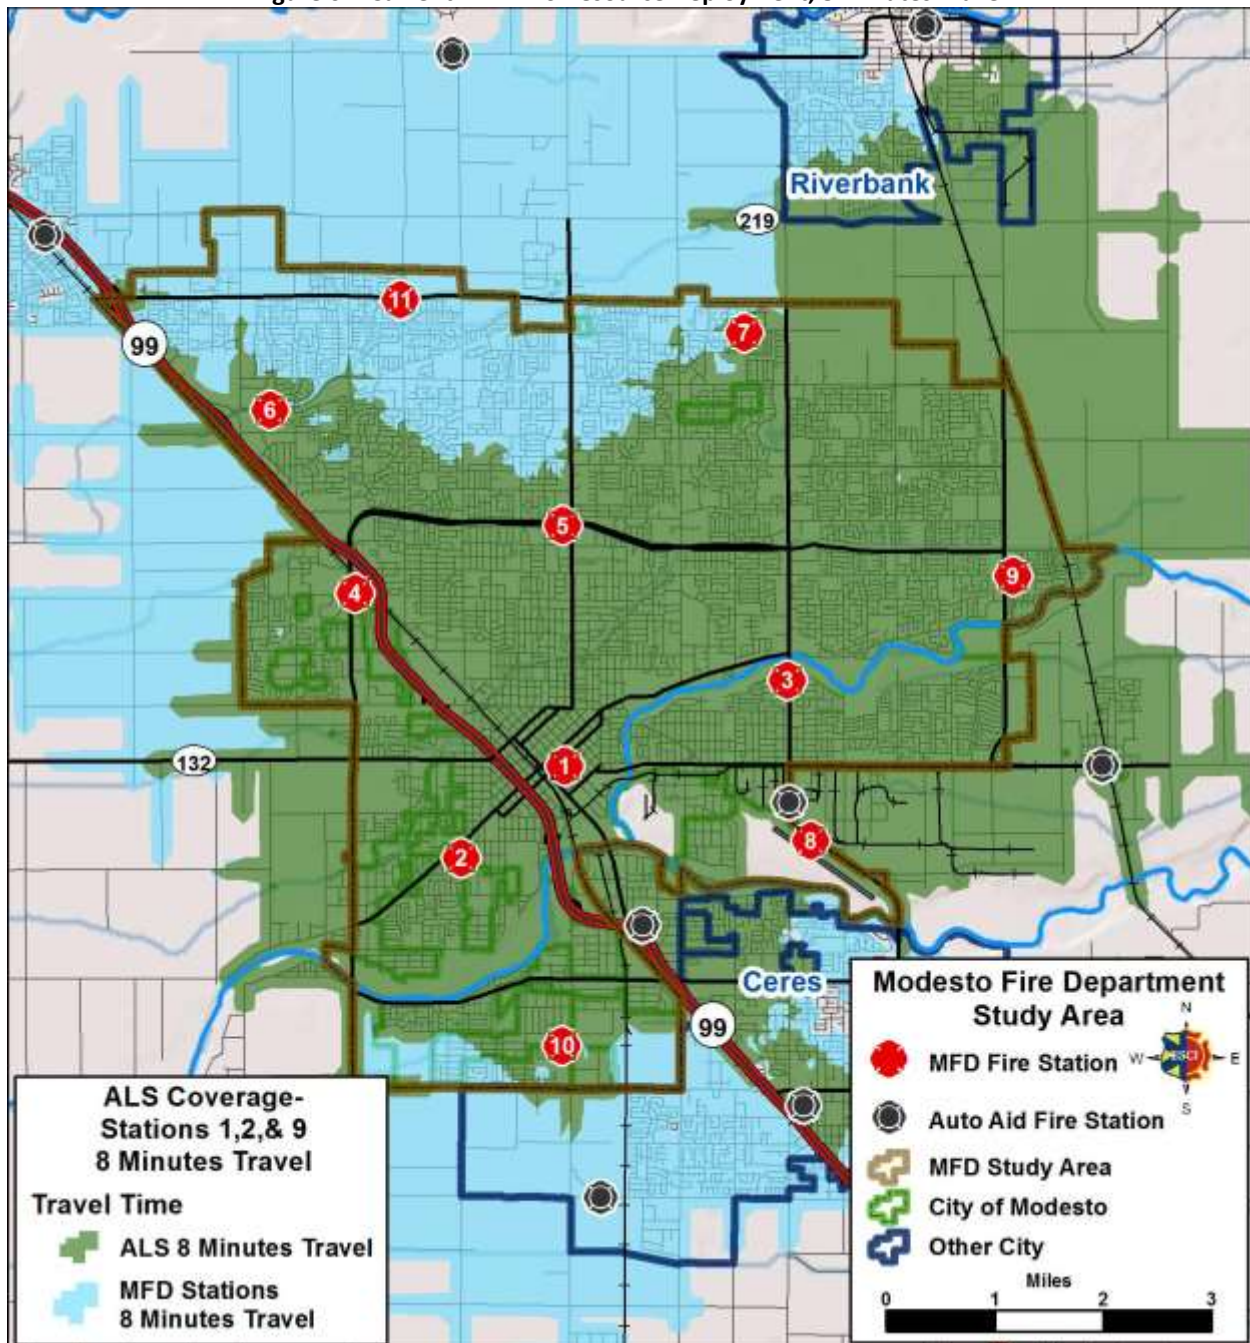 Riverbank
219
11
7
99
6
5
9
4
3
132
1
8
2
Ceres
99
10
Modesto Fire Department
Study Area
N
W
E
S
MFD Fire Station
Auto Aid Fire Station
MFD Study Area
City of Modesto
Other City
Miles
0 1 2 3
ALS Coverage-
Stations 1,2,& 9
8 Minutes Travel
Travel Time
ALS 8 Minutes Travel
MFD Stations
8 Minutes Travel